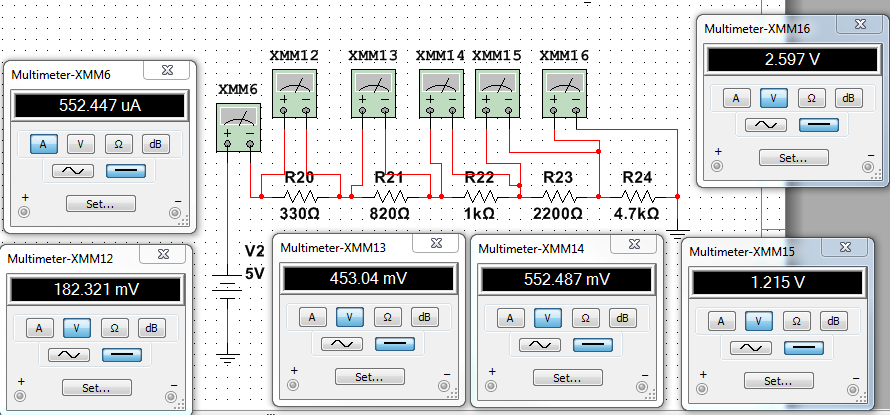 Multimeter-XMM6
552.447 uA
A V Ω dB
Set...
+ −
Multimeter-XMM12
182.321 mV
A V Ω dB
Set...
+ −
XMM6
XMM12
XMM13
XMM14
XMM15
XMM16
+ −
+ −
+ −
+ −
+ −
+ −
R20
330Ω
R21
820Ω
R22
1kΩ
R23
2200Ω
R24
4.7kΩ
V2
5V
Multimeter-XMM13
453.04 mV
A V Ω dB
Set...
+ −
Multimeter-XMM14
552.487 mV
A V Ω dB
Set...
+ −
Multimeter-XMM16
2.597 V
A V Ω dB
Set...
+ −
Multimeter-XMM15
1.215 V
A V Ω dB
Set...
+ −